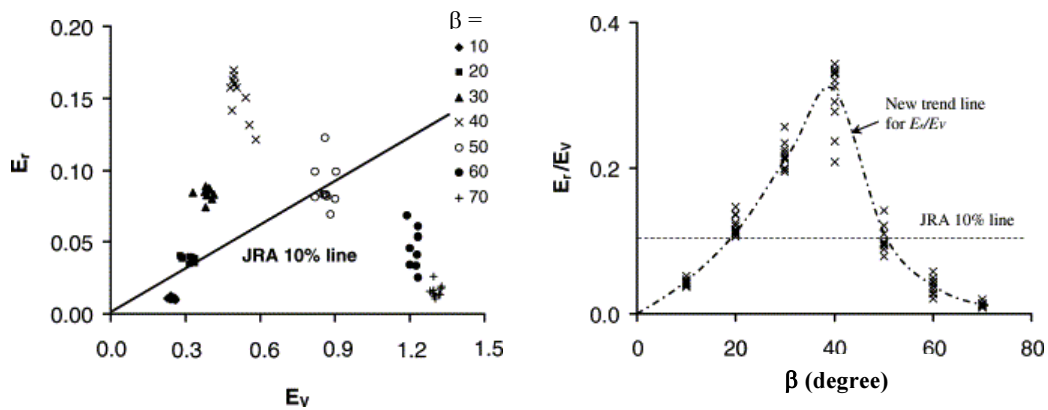 β =
10
20
30
40
50
60
70
0.20
0.15
0.10
0.05
0.00
E_r
0.0 0.3 0.6 0.9 1.2 1.5
E_V
JRA 10% line
0.4
0.2
0.0
E_r/E_V
0 20 40 60 80
β (degree)
New trend line
for E_r/E_V
JRA 10% line